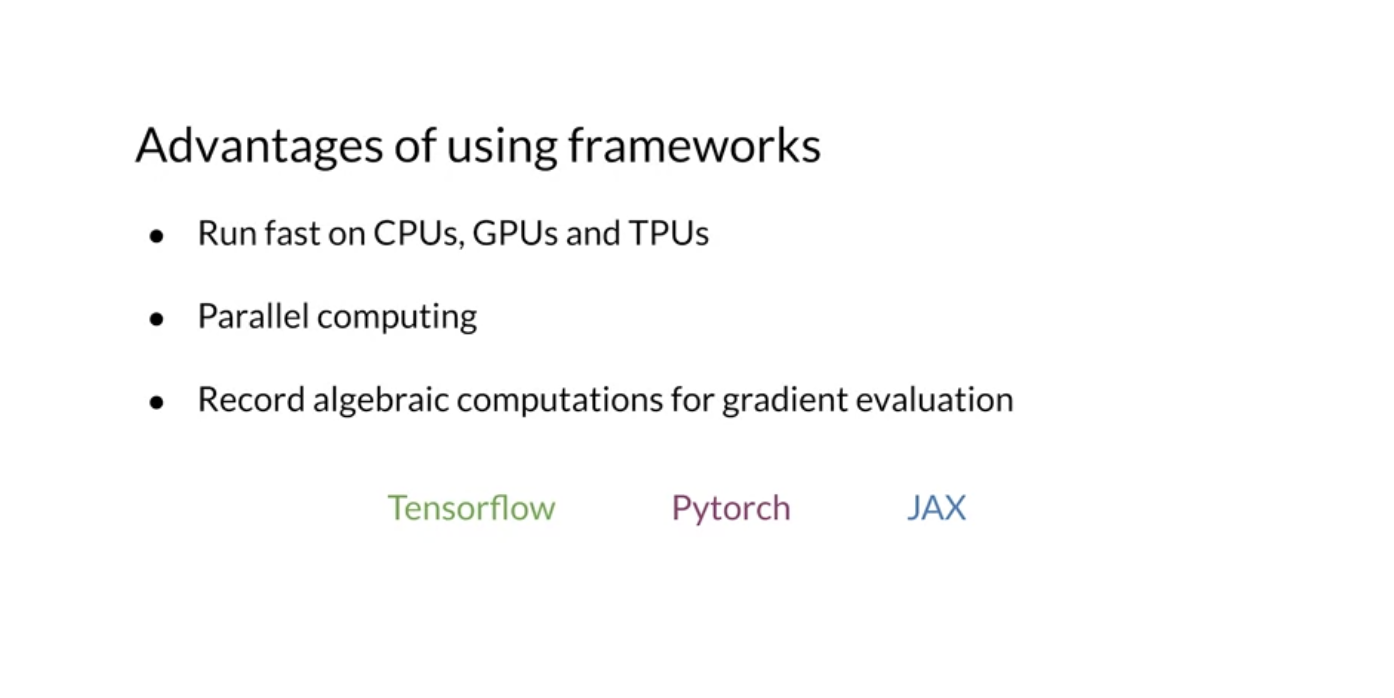 Advantages of using frameworks
● Run fast on CPUs, GPUs and TPUs
● Parallel computing
● Record algebraic computations for gradient evaluation
Tensorflow Pytorch JAX